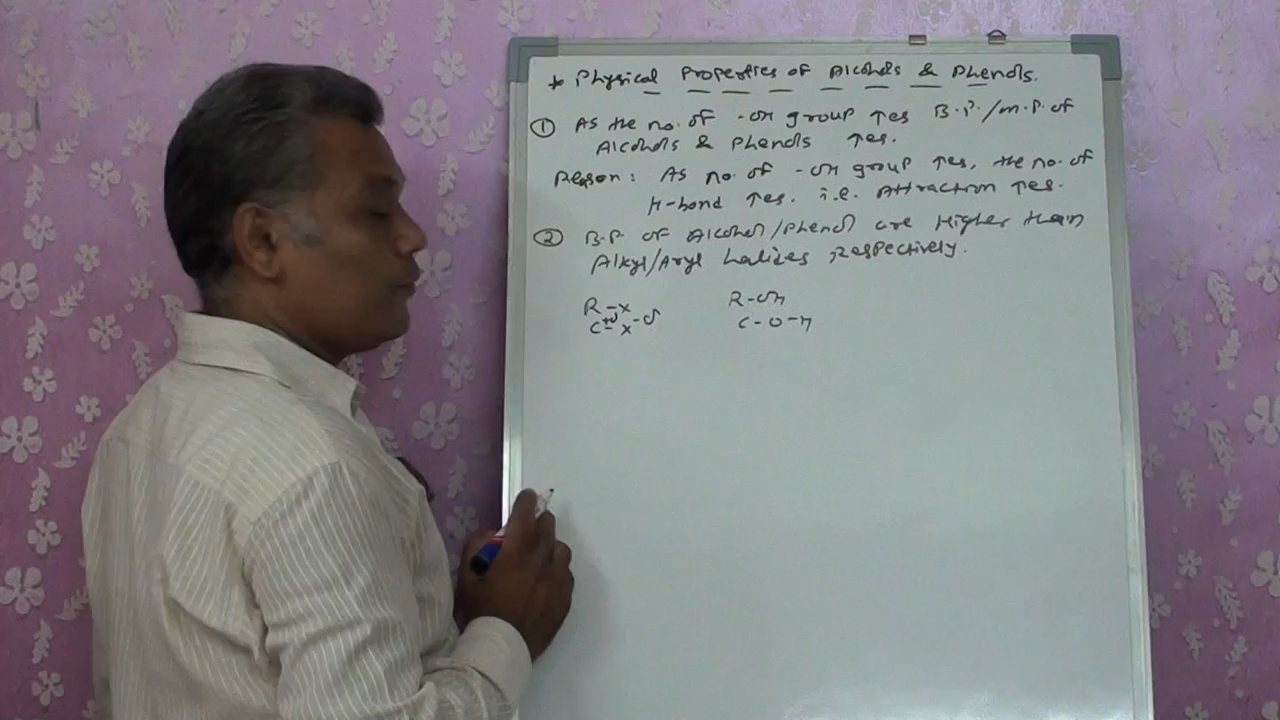 * Physical Properties of Alcohols & Phenols.
① As the no. of -OH group ↑es B.P./M.P. of
Alcohols & Phenols ↑es.
Reason: As no. of -OH group ↑es, the no. of
H-bond ↑es. i.e. Attraction ↑es.
② B.P. of Alcohol/Phenol are Higher than
Alkyl/Aryl halides respectively.
R-X R-OH
C+δ-X-δ C-O-H